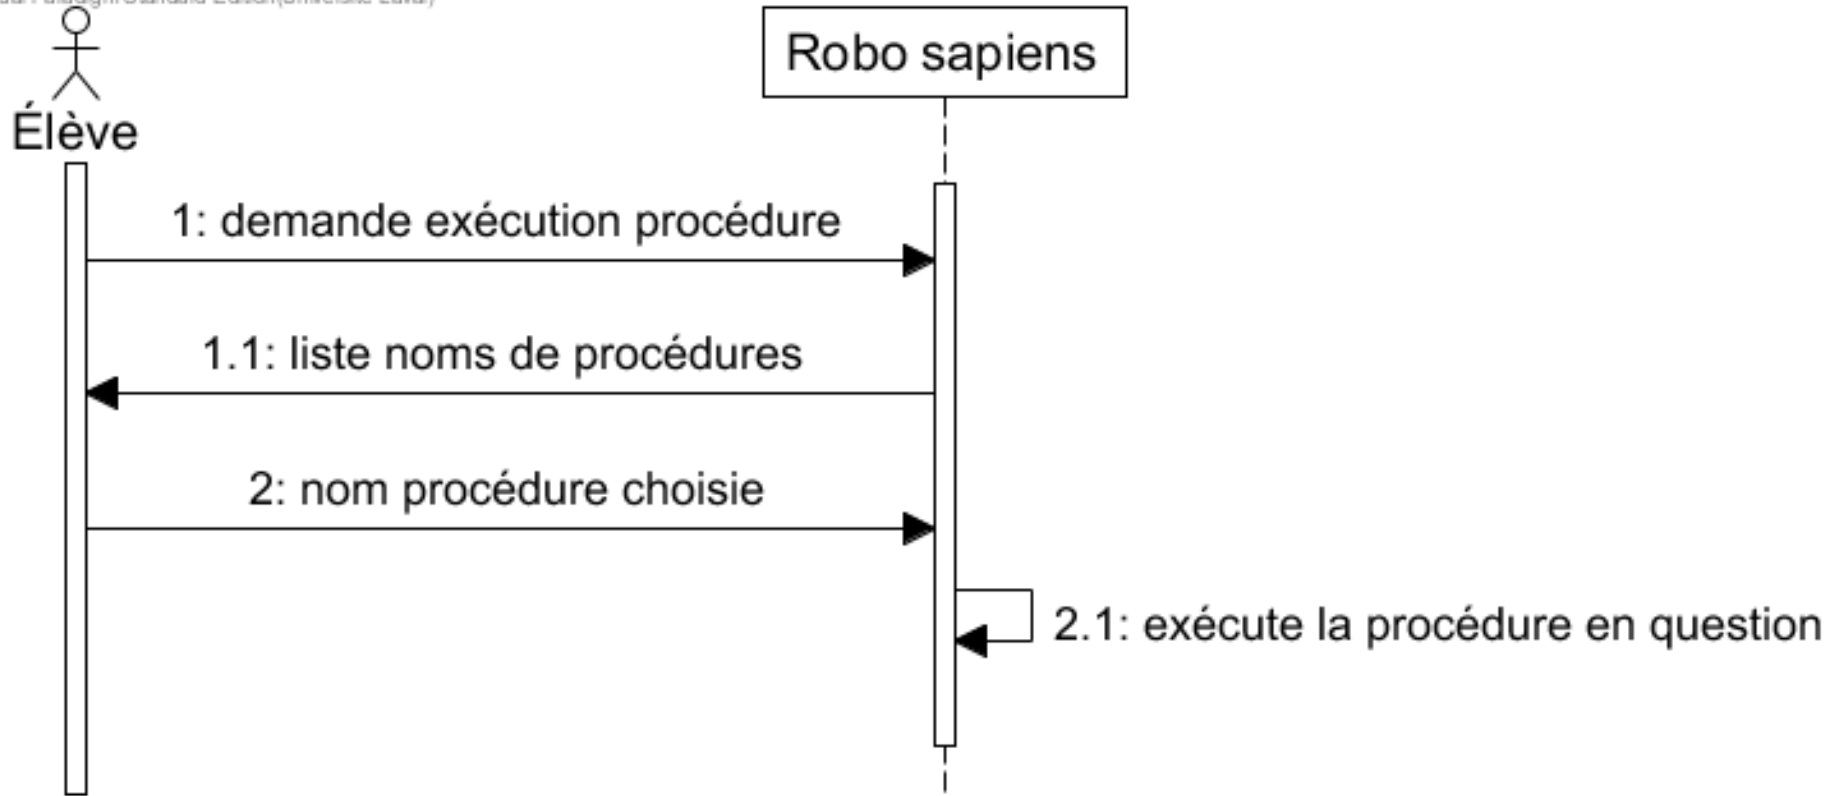 Élève
Robo sapiens
1: demande exécution procédure
1.1: liste noms de procédures
2: nom procédure choisie
2.1: exécute la procédure en question